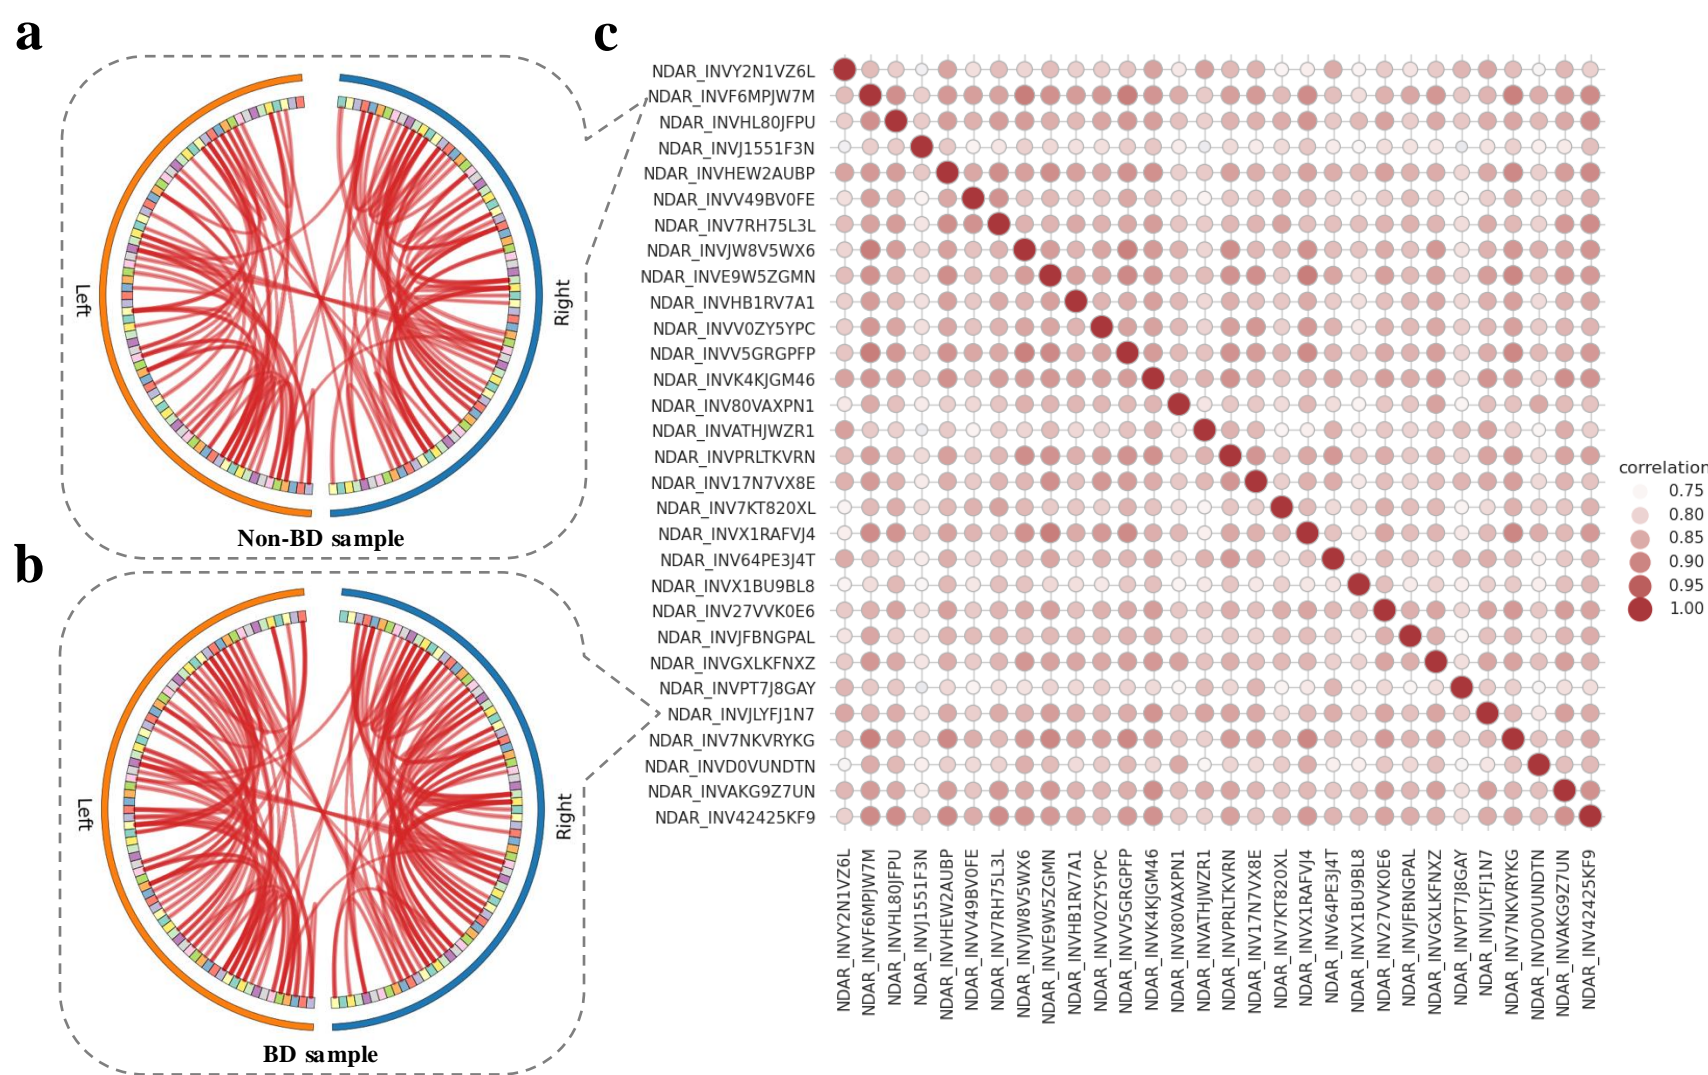 a
Left
Right
Non-BD sample
b
Left
Right
BD sample
c
NDAR_INVY2N1VZ6L
NDAR_INVF6MPJW7M
NDAR_INVHL80JFPU
NDAR_INVJ1551F3N
NDAR_INVHEW2AUBP
NDAR_INVV49BV0FE
NDAR_INV7RH75L3L
NDAR_INVJW8V5WX6
NDAR_INVE9W5ZGMN
NDAR_INVHB1RV7A1
NDAR_INVV0ZY5YPC
NDAR_INVV5GRGPFP
NDAR_INVK4KJGM46
NDAR_INV80VAXPN1
NDAR_INVATHJWZR1
NDAR_INVPRLTKVRN
NDAR_INV17N7VX8E
NDAR_INV7KT820XL
NDAR_INVX1RAFVJ4
NDAR_INV64PE3J4T
NDAR_INVX1BU9BL8
NDAR_INV27VVK0E6
NDAR_INVJFBNGPAL
NDAR_INVGXLKFNXZ
NDAR_INVPT7J8GAY
NDAR_INVJLYFJ1N7
NDAR_INV7NKVRYKG
NDAR_INVD0VUNDTN
NDAR_INVAKG9Z7UN
NDAR_INV42425KF9
NDAR_INVY2N1VZ6L
NDAR_INVF6MPJW7M
NDAR_INVHL80JFPU
NDAR_INVJ1551F3N
NDAR_INVHEW2AUBP
NDAR_INVV49BV0FE
NDAR_INV7RH75L3L
NDAR_INVJW8V5WX6
NDAR_INVE9W5ZGMN
NDAR_INVHB1RV7A1
NDAR_INVV0ZY5YPC
NDAR_INVV5GRGPFP
NDAR_INVK4KJGM46
NDAR_INV80VAXPN1
NDAR_INVATHJWZR1
NDAR_INVPRLTKVRN
NDAR_INV17N7VX8E
NDAR_INV7KT820XL
NDAR_INVX1RAFVJ4
NDAR_INV64PE3J4T
NDAR_INVX1BU9BL8
NDAR_INV27VVK0E6
NDAR_INVJFBNGPAL
NDAR_INVGXLKFNXZ
NDAR_INVPT7J8GAY
NDAR_INVJLYFJ1N7
NDAR_INV7NKVRYKG
NDAR_INVD0VUNDTN
NDAR_INVAKG9Z7UN
NDAR_INV42425KF9
correlation
0.75
0.80
0.85
0.90
0.95
1.00